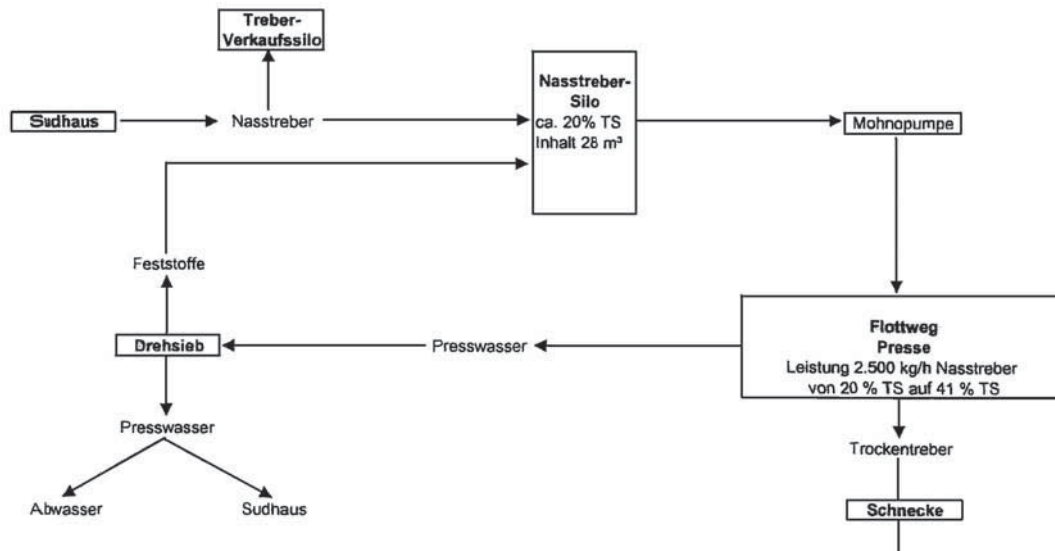 Treber-
Verkaufssilo
Sudhaus
Nasstreber
Nasstreber-
Silo
ca. 20% TS
Inhalt 28 m³
Mohnopumpe
Feststoffe
Drehsieb
Presswasser
Flottweg
Presse
Leistung 2.500 kg/h Nasstreber
von 20 % TS auf 41 % TS
Presswasser
Trockentreber
Abwasser
Sudhaus
Schnecke